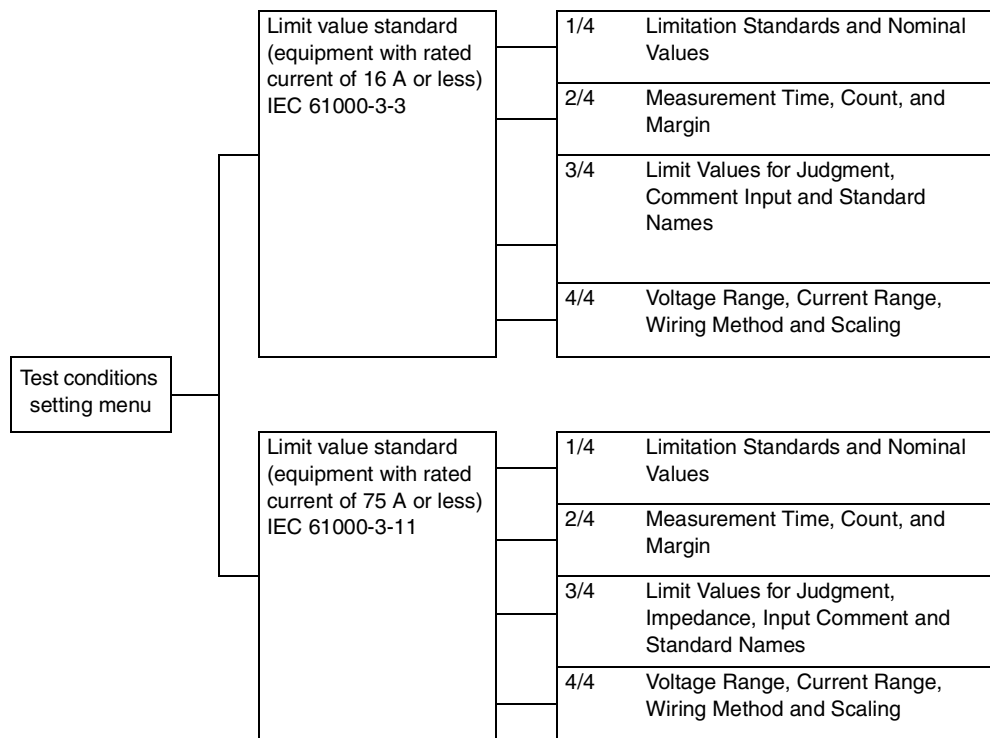 Limit value standard
(equipment with rated
current of 16 A or less)
IEC 61000-3-3
1/4 Limitation Standards and Nominal
Values
2/4 Measurement Time, Count, and
Margin
3/4 Limit Values for Judgment,
Comment Input and Standard
Names
4/4 Voltage Range, Current Range,
Wiring Method and Scaling
Test conditions
setting menu
Limit value standard
(equipment with rated
current of 75 A or less)
IEC 61000-3-11
1/4 Limitation Standards and Nominal
Values
2/4 Measurement Time, Count, and
Margin
3/4 Limit Values for Judgment,
Impedance, Input Comment and
Standard Names
4/4 Voltage Range, Current Range,
Wiring Method and Scaling